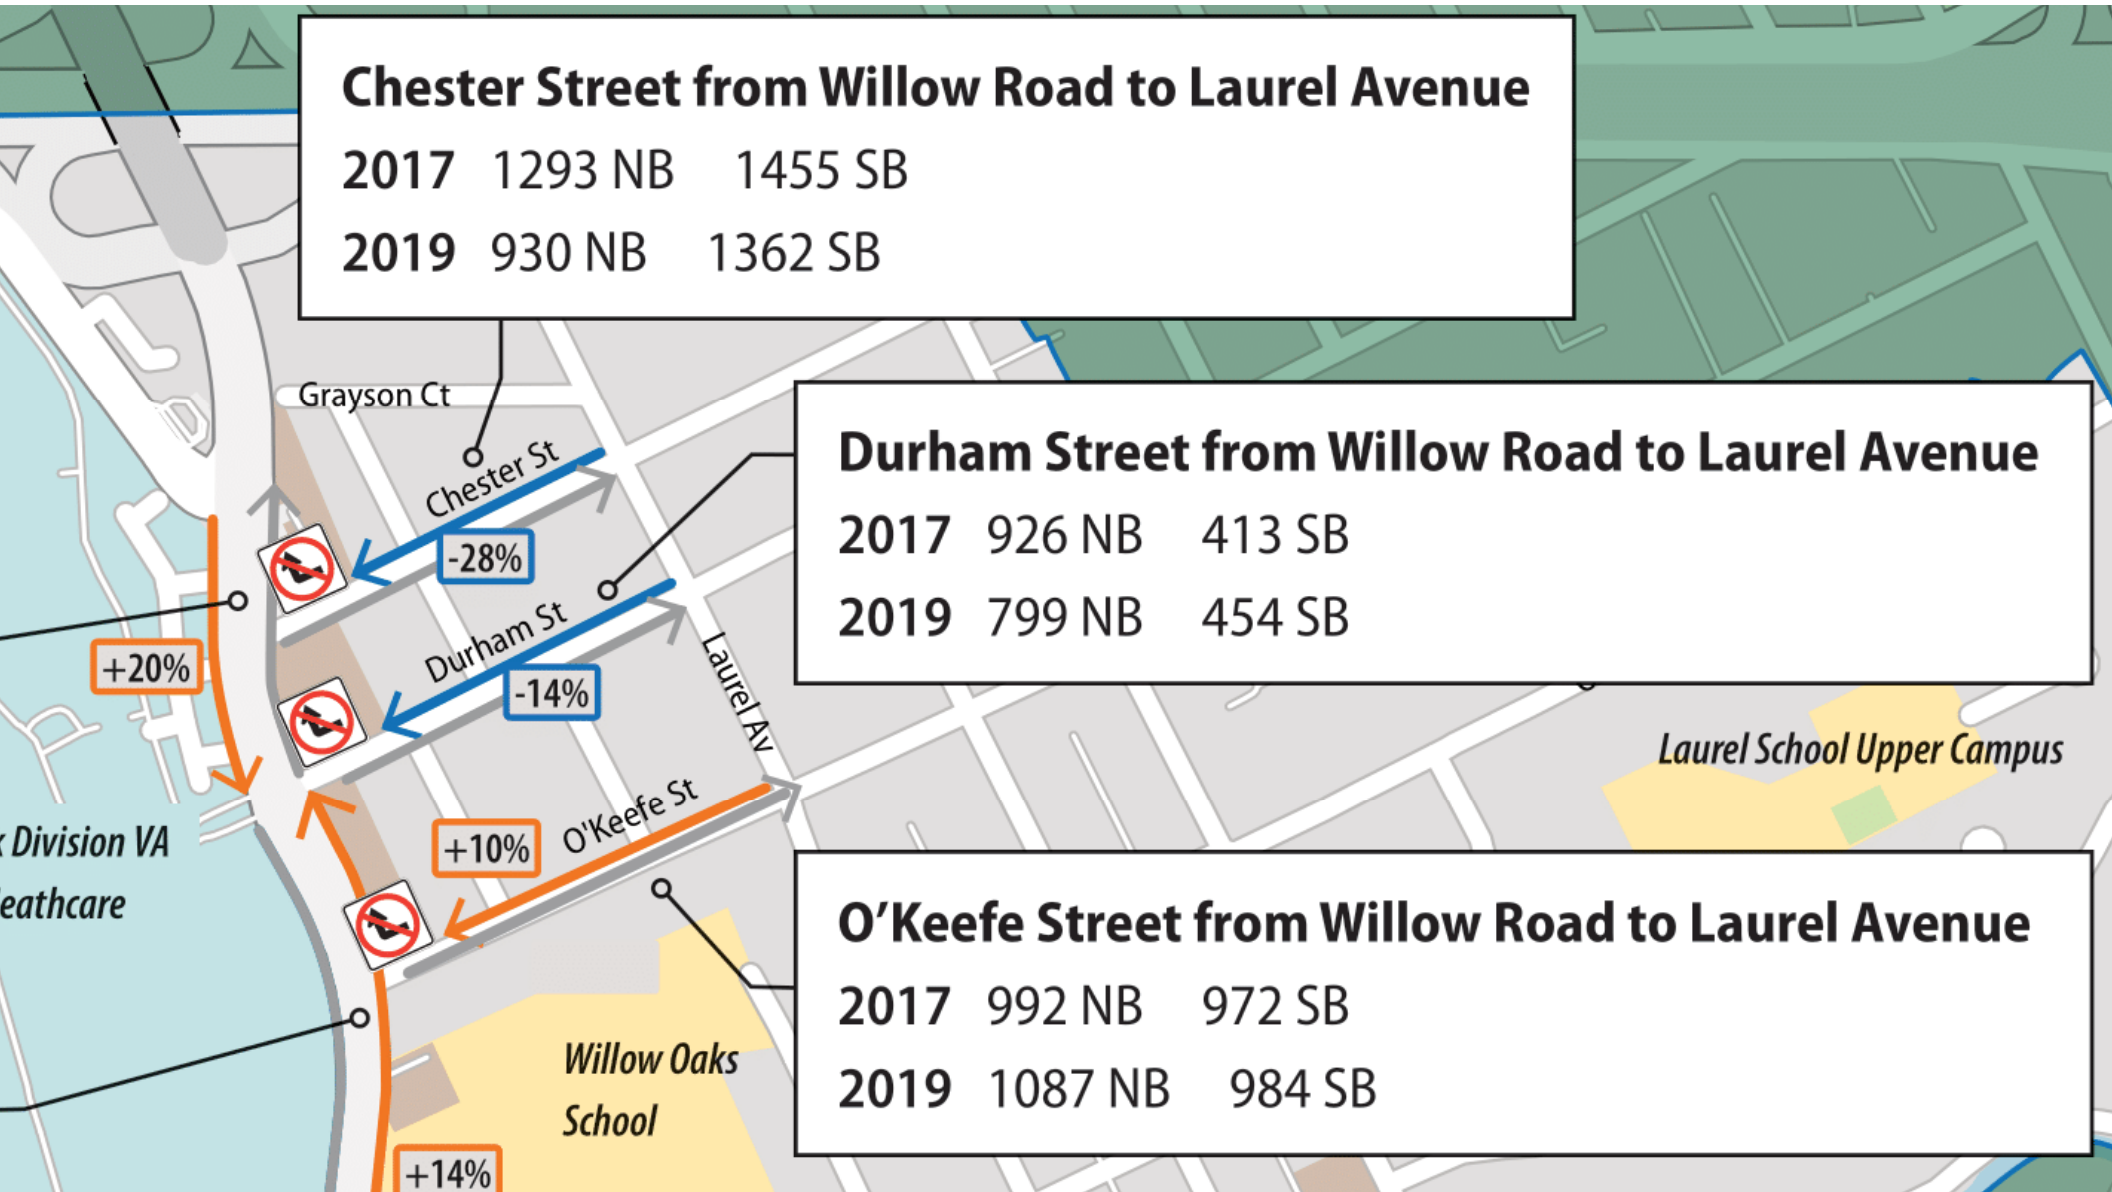 Chester Street from Willow Road to Laurel Avenue
2017 1293 NB 1455 SB
2019 930 NB 1362 SB
Grayson Ct
Chester St
-28%
Durham Street from Willow Road to Laurel Avenue
2017 926 NB 413 SB
2019 799 NB 454 SB
Durham St
-14%
+20%
Laurel Av
Laurel School Upper Campus
O'Keefe St
+10%
Division VA
eathcare
O’Keefe Street from Willow Road to Laurel Avenue
2017 992 NB 972 SB
2019 1087 NB 984 SB
Willow Oaks
School
+14%